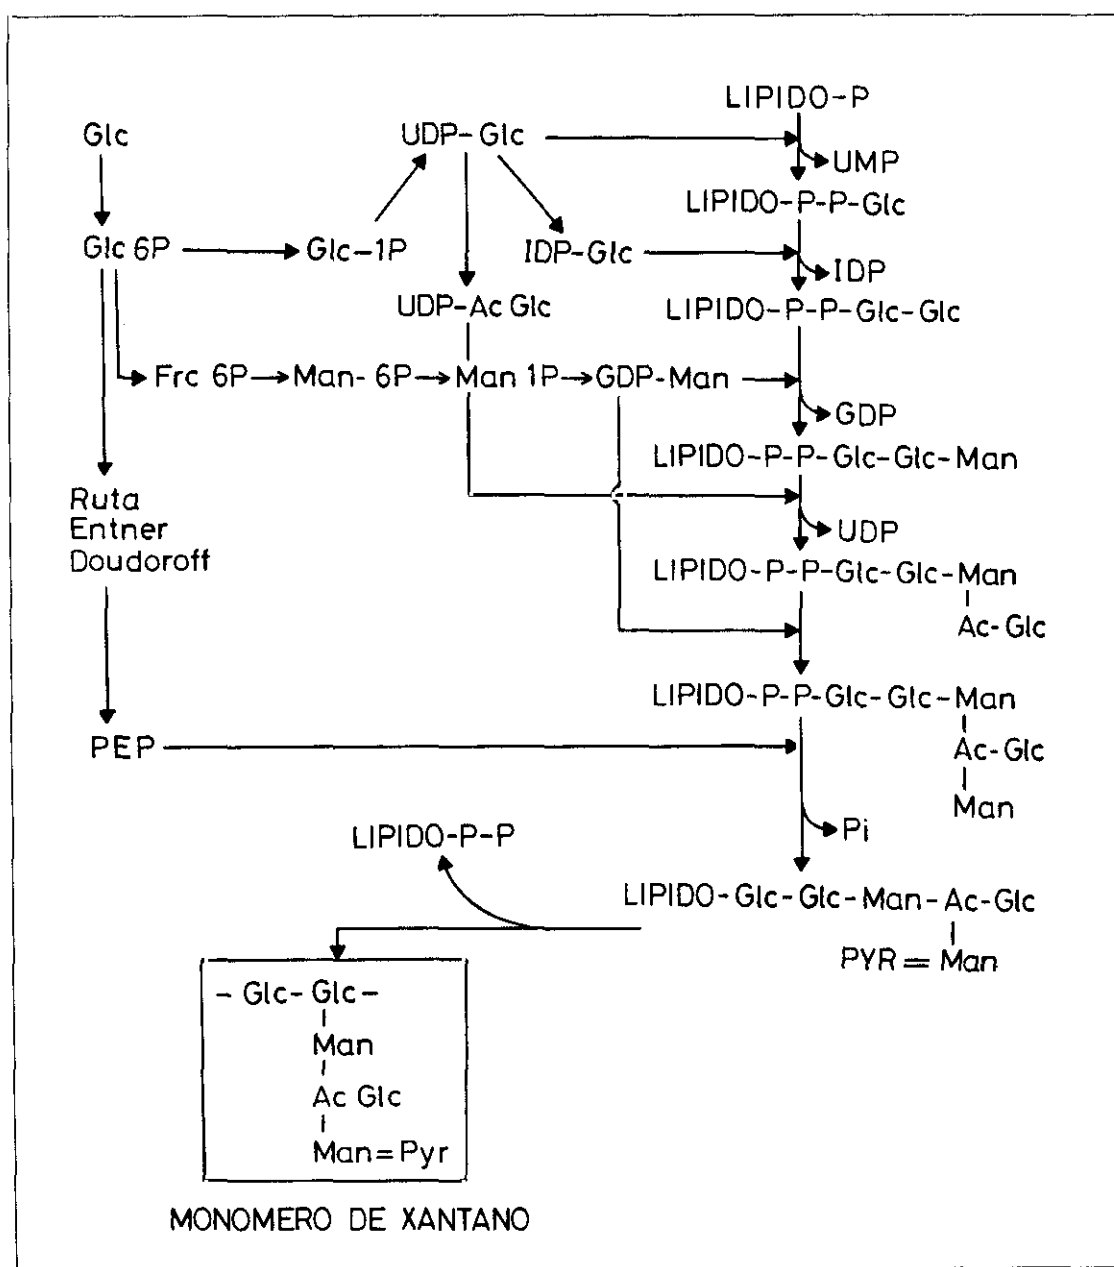 LIPIDO-P
Glc
UDP-Glc
UMP
LIPIDO-P-P-Glc
Glc 6P
Glc-1P
IDP-Glc
IDP
UDP-Ac Glc
LIPIDO-P-P-Glc-Glc
Frc 6P
Man-6P
Man 1P
GDP-Man
GDP
LIPIDO-P-P-Glc-Glc-Man
Ruta
Entner
Doudoroff
UDP
LIPIDO-P-P-Glc-Glc-Man
Ac-Glc
LIPIDO-P-P-Glc-Glc-Man
Ac-Glc
Man
PEP
Pi
LIPIDO-P-P
LIPIDO-Glc-Glc-Man-Ac-Glc
PYR=Man
-Glc-Glc-
Man
Ac Glc
Man=Pyr
MONOMERO DE XANTANO